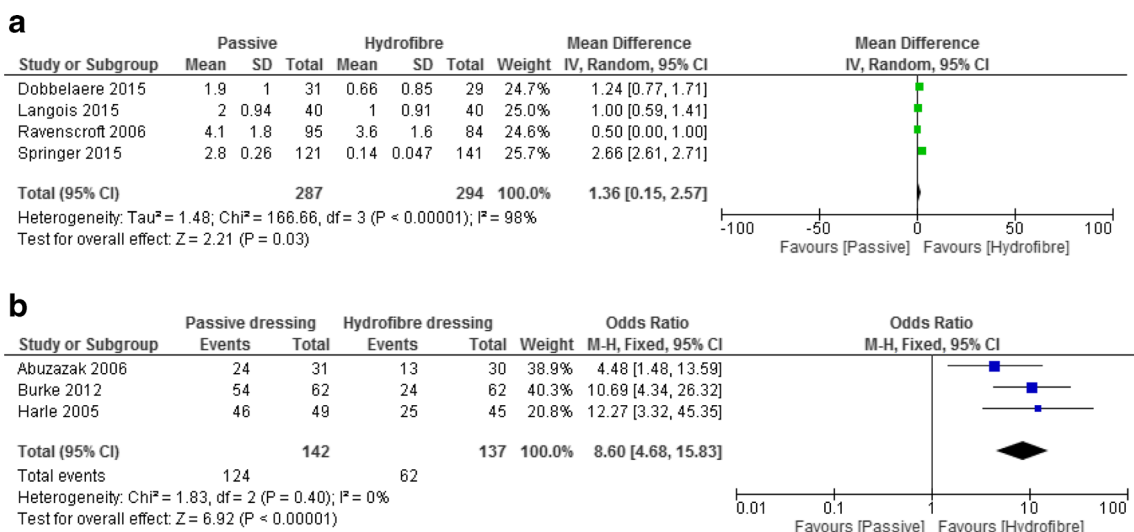 a
Passive Hydrofibre Mean Difference Mean Difference
Study or Subgroup Mean SD Total Mean SD Total Weight IV, Random, 95% CI IV, Random, 95% CI
Dobbelaere 2015 1.9 1 31 0.66 0.85 29 24.7% 1.24 [0.77, 1.71]
Langois 2015 2 0.94 40 1 0.91 40 25.0% 1.00 [0.59, 1.41]
Ravenscroft 2006 4.1 1.8 95 3.6 1.6 84 24.6% 0.50 [0.00, 1.00]
Springer 2015 2.8 0.26 121 0.14 0.047 141 25.7% 2.66 [2.61, 2.71]
Total (95% CI) 287 294 100.0% 1.36 [0.15, 2.57]
Heterogeneity: Tau² = 1.48; Chi² = 166.66, df = 3 (P < 0.00001); I² = 98%
Test for overall effect: Z = 2.21 (P = 0.03)
-100 -50 0 50 100
Favours [Passive] Favours [Hydrofibre]
b
Passive dressing Hydrofibre dressing Odds Ratio Odds Ratio
Study or Subgroup Events Total Events Total Weight M-H, Fixed, 95% CI M-H, Fixed, 95% CI
Abuzazak 2006 24 31 13 30 38.9% 4.48 [1.48, 13.59]
Burke 2012 54 62 24 62 40.3% 10.69 [4.34, 26.32]
Harle 2005 46 49 25 45 20.8% 12.27 [3.32, 45.35]
Total (95% CI) 142 137 100.0% 8.60 [4.68, 15.83]
Total events 124 62
Heterogeneity: Chi² = 1.83, df = 2 (P = 0.40); I² = 0%
Test for overall effect: Z = 6.92 (P < 0.00001)
0.01 0.1 1 10 100
Favours [Passive] Favours [Hydrofibre]